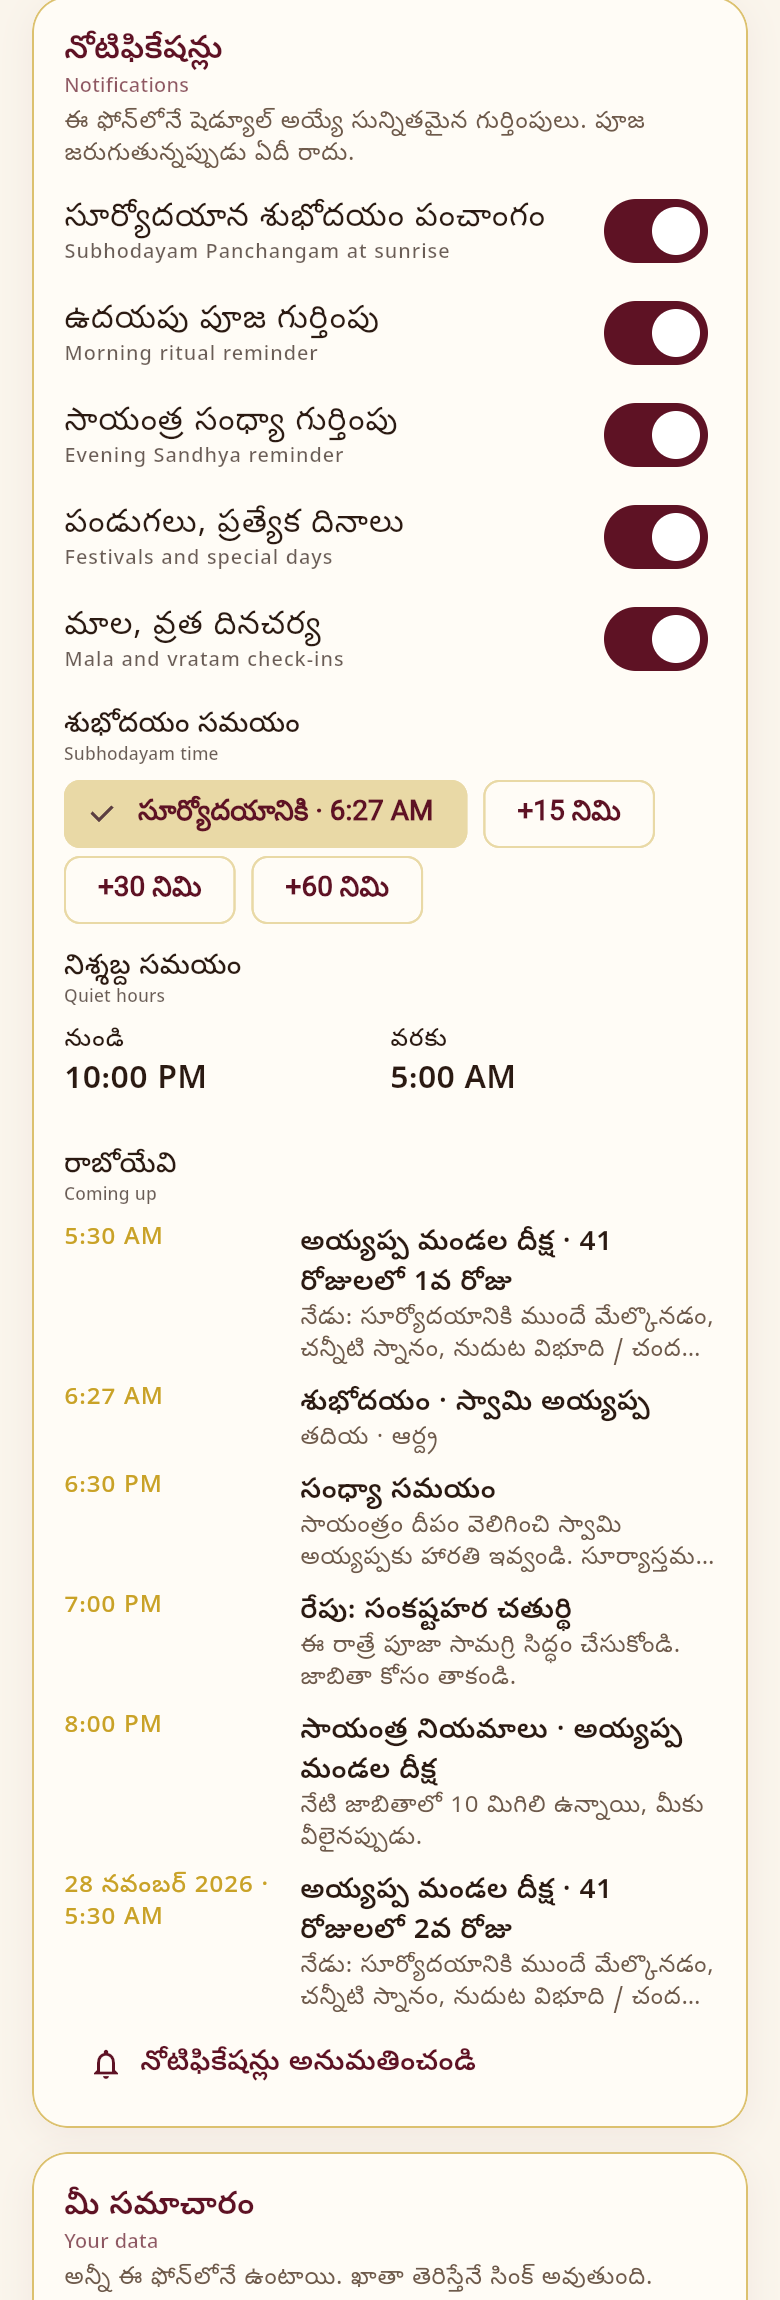 నోటిఫికేషన్లు
Notifications
ఈ ఫోన్‌లోనే షెడ్యూల్ అయ్యే సున్నితమైన గుర్తింపులు. పూజ
జరుగుతున్నప్పుడు ఏదీ రాదు.
సూర్యోదయాన శుభోదయం పంచాంగం
Subhodayam Panchangam at sunrise
ఉదయపు పూజ గుర్తింపు
Morning ritual reminder
సాయంత్ర సంధ్యా గుర్తింపు
Evening Sandhya reminder
పండుగలు, ప్రత్యేక దినాలు
Festivals and special days
మాల, వ్రత దినచర్య
Mala and vratam check-ins
శుభోదయం సమయం
Subhodayam time
సూర్యోదయానికి · 6:27 AM
+15 నిమి
+30 నిమి
+60 నిమి
నిశ్శబ్ద సమయం
Quiet hours
నుండి
వరకు
10:00 PM
5:00 AM
రాబోయేవి
Coming up
5:30 AM
అయ్యప్ప మండల దీక్ష · 41
రోజులలో 1వ రోజు
నేడు: సూర్యోదయానికి ముందే మేల్కొనడం,
చన్నీటి స్నానం, నుదుట విభూది / చంద...
6:27 AM
శుభోదయం · స్వామి అయ్యప్ప
తదియ · ఆర్ద్ర
6:30 PM
సంధ్యా సమయం
సాయంత్రం దీపం వెలిగించి స్వామి
అయ్యప్పకు హారతి ఇవ్వండి. సూర్యాస్తమ...
7:00 PM
రేపు: సంకష్టహర చతుర్థి
ఈ రాత్రే పూజా సామగ్రి సిద్ధం చేసుకోండి.
జాబితా కోసం తాకండి.
8:00 PM
సాయంత్ర నియమాలు · అయ్యప్ప
మండల దీక్ష
నేటి జాబితాలో 10 మిగిలి ఉన్నాయి, మీకు
వీలైనప్పుడు.
28 నవంబర్ 2026 ·
5:30 AM
అయ్యప్ప మండల దీక్ష · 41
రోజులలో 2వ రోజు
నేడు: సూర్యోదయానికి ముందే మేల్కొనడం,
చన్నీటి స్నానం, నుదుట విభూది / చంద...
నోటిఫికేషన్లు అనుమతించండి
మీ సమాచారం
Your data
అన్నీ ఈ ఫోన్‌లోనే ఉంటాయి. ఖాతా తెరిస్తేనే సింక్ అవుతుంది.